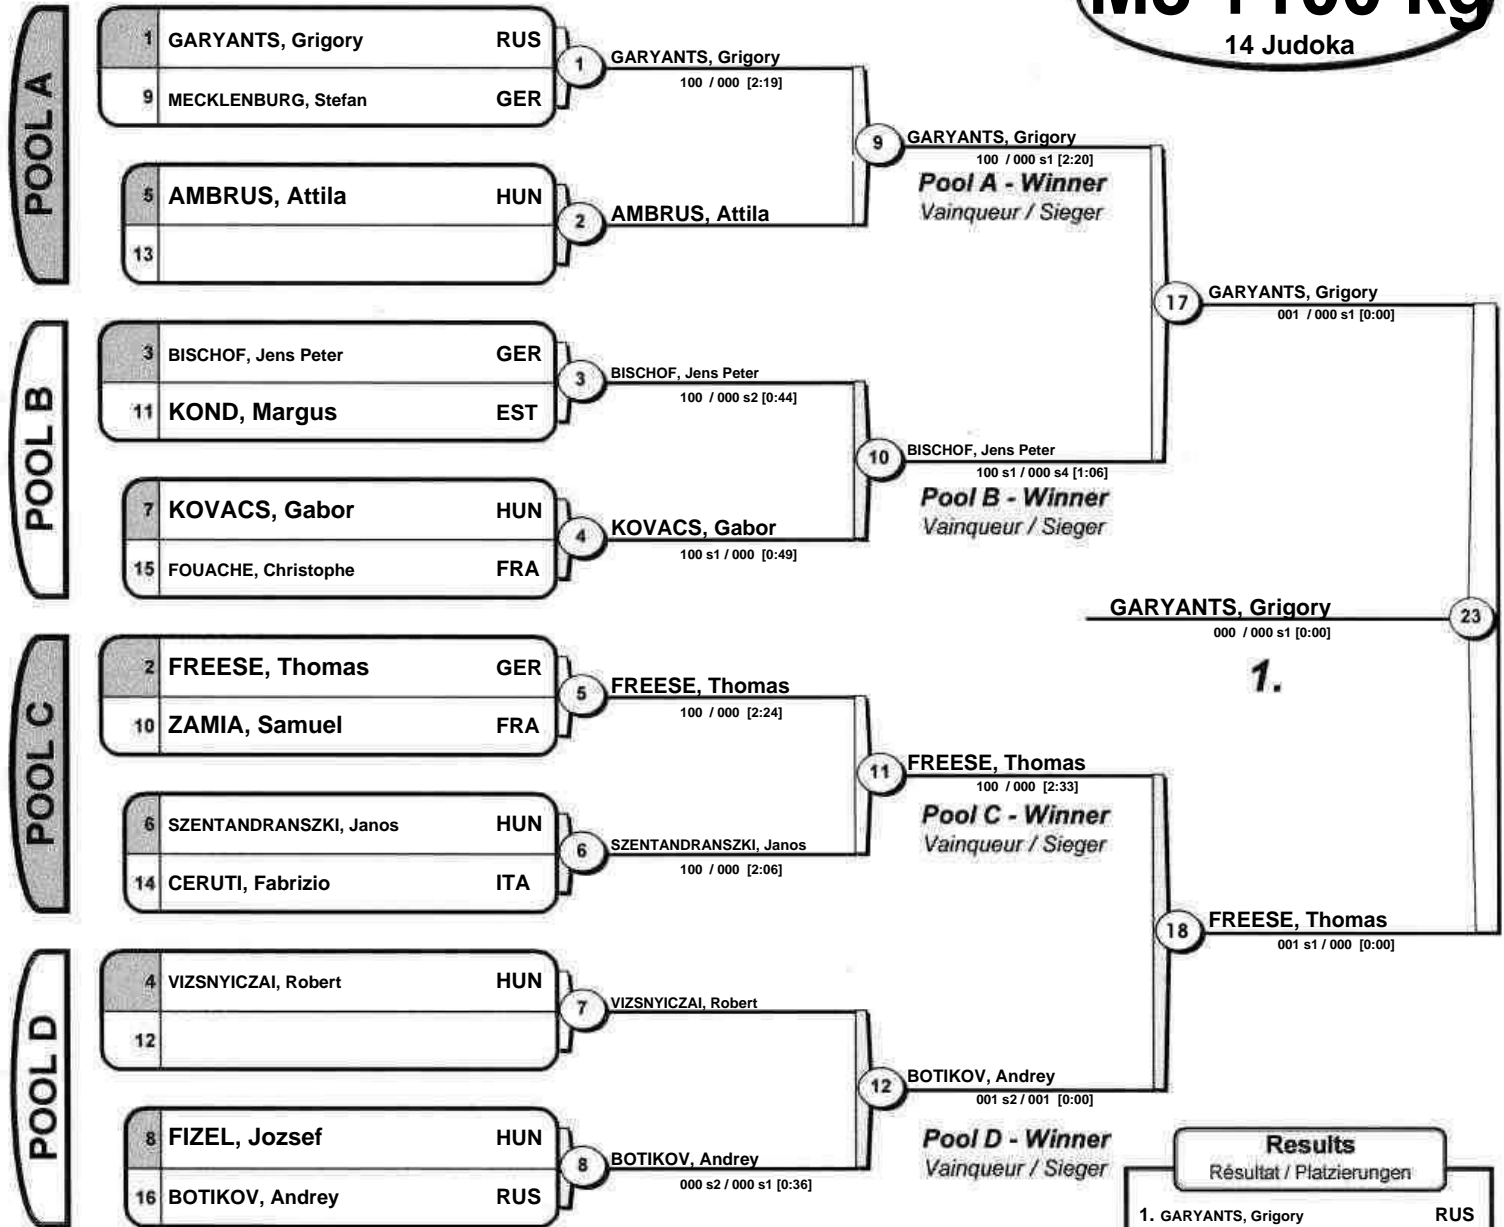 M3 +100 kg
14 Judoka
POOL A
1 GARYANTS, Grigory RUS
9 MECKLENBURG, Stefan GER
1
GARYANTS, Grigory
100 / 000 [2:19]
5 AMBRUS, Attila HUN
13
2
AMBRUS, Attila
9
GARYANTS, Grigory
100 / 000 s1 [2:20]
Pool A - Winner
Vainqueur / Sieger
POOL B
3 BISCHOF, Jens Peter GER
11 KOND, Margus EST
3
BISCHOF, Jens Peter
100 / 000 s2 [0:44]
7 KOVACS, Gabor HUN
15 FOUACHE, Christophe FRA
4
KOVACS, Gabor
100 s1 / 000 [0:49]
10
BISCHOF, Jens Peter
100 s1 / 000 s4 [1:06]
Pool B - Winner
Vainqueur / Sieger
17
GARYANTS, Grigory
001 / 000 s1 [0:00]
POOL C
2 FREESE, Thomas GER
10 ZAMIA, Samuel FRA
5
FREESE, Thomas
100 / 000 [2:24]
6 SZENTANDRANSZKI, Janos HUN
14 CERUTI, Fabrizio ITA
6
SZENTANDRANSZKI, Janos
100 / 000 [2:06]
11
FREESE, Thomas
100 / 000 [2:33]
Pool C - Winner
Vainqueur / Sieger
POOL D
4 VIZSNYICZAI, Robert HUN
12
7
VIZSNYICZAI, Robert
8 FIZEL, Jozsef HUN
16 BOTIKOV, Andrey RUS
8
BOTIKOV, Andrey
000 s2 / 000 s1 [0:36]
12
BOTIKOV, Andrey
001 s2 / 001 [0:00]
Pool D - Winner
Vainqueur / Sieger
18
FREESE, Thomas
001 s1 / 000 [0:00]
23
GARYANTS, Grigory
000 / 000 s1 [0:00]
1.
Results
Résultat / Platzierungen
1. GARYANTS, Grigory RUS